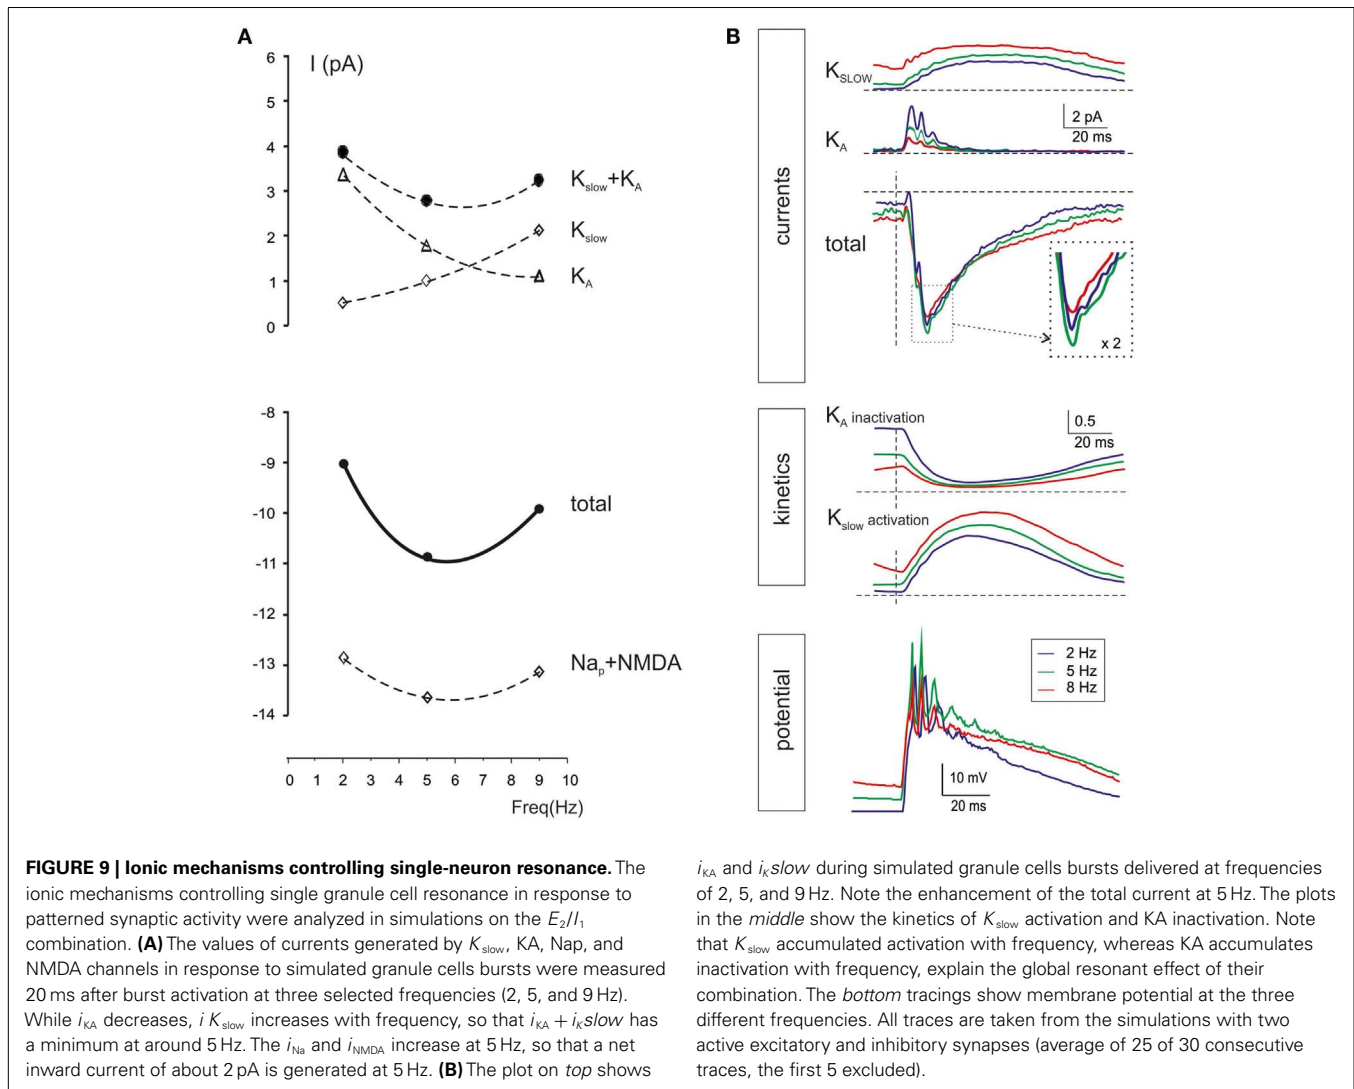 A
I (pA)
6
5
4
3
2
1
0
Kslow+KA
Kslow
KA
-8
-9
-10
-11
-12
-13
-14
total
Nap+NMDA
0 1 2 3 4 5 6 7 8 9 10
Freq(Hz)
B
currents
KSLOW
2 pA
20 ms
KA
total
x 2
kinetics
KA inactivation
0.5
20 ms
Kslow activation
potential
2 Hz
5 Hz
8 Hz
10 mV
20 ms
FIGURE 9 | Ionic mechanisms controlling single-neuron resonance. The
ionic mechanisms controlling single granule cell resonance in response to
patterned synaptic activity were analyzed in simulations on the E2/I1
combination. (A) The values of currents generated by Kslow, KA, Nap, and
NMDA channels in response to simulated granule cells bursts were measured
20 ms after burst activation at three selected frequencies (2, 5, and 9 Hz).
While iKA decreases, i Kslow increases with frequency, so that iKA + iKslow has
a minimum at around 5 Hz. The iNa and iNMDA increase at 5 Hz, so that a net
inward current of about 2 pA is generated at 5 Hz. (B) The plot on top shows
iKA and iKslow during simulated granule cells bursts delivered at frequencies
of 2, 5, and 9 Hz. Note the enhancement of the total current at 5 Hz. The plots
in the middle show the kinetics of Kslow activation and KA inactivation. Note
that Kslow accumulated activation with frequency, whereas KA accumulates
inactivation with frequency, explain the global resonant effect of their
combination. The bottom tracings show membrane potential at the three
different frequencies. All traces are taken from the simulations with two
active excitatory and inhibitory synapses (average of 25 of 30 consecutive
traces, the first 5 excluded).